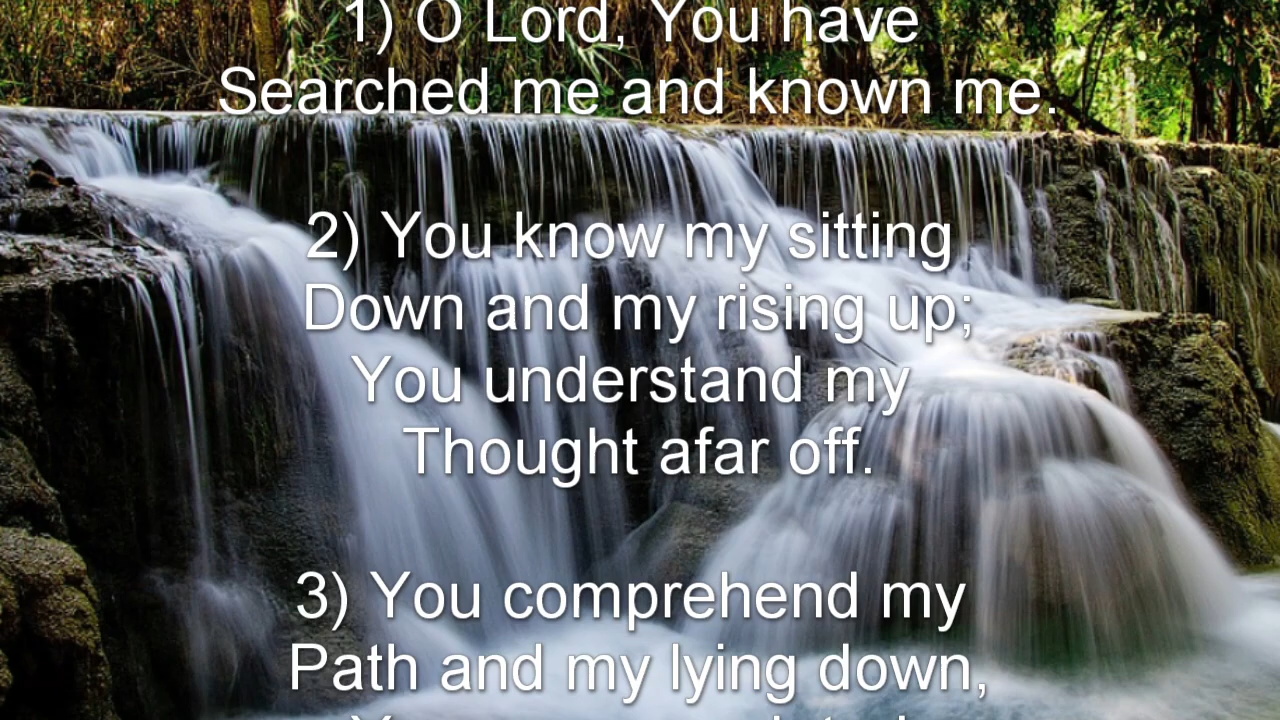 1) O Lord, You have
Searched me and known me.
2) You know my sitting
Down and my rising up;
You understand my
Thought afar off.
3) You comprehend my
Path and my lying down,